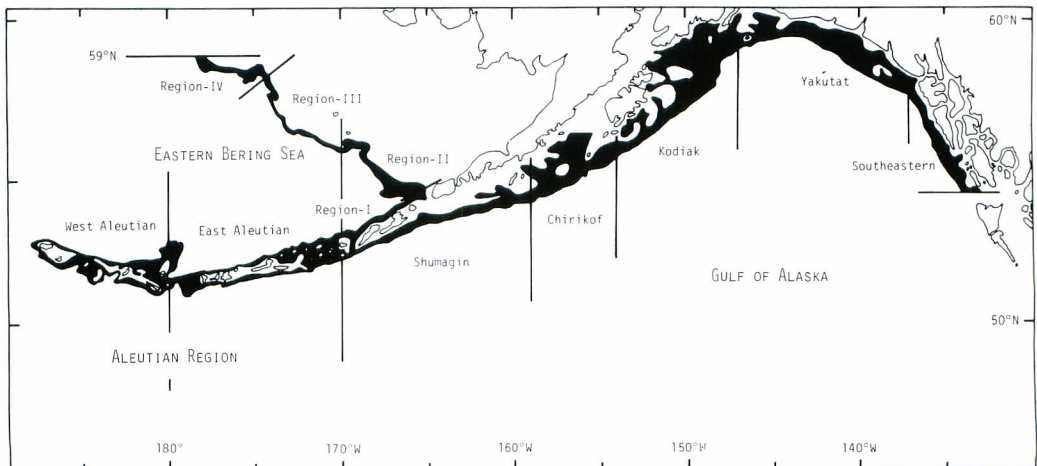 60°N
59°N
Region-IV
Region-III
Yakutat
EASTERN BERING SEA
Region-II
Kodiak
Southeastern
Region-I
West Aleutian
East Aleutian
Chirikof
Shumagin
GULF OF ALASKA
50°N
ALEUTIAN REGION
180°
170°W
160°W
150°W
140°W